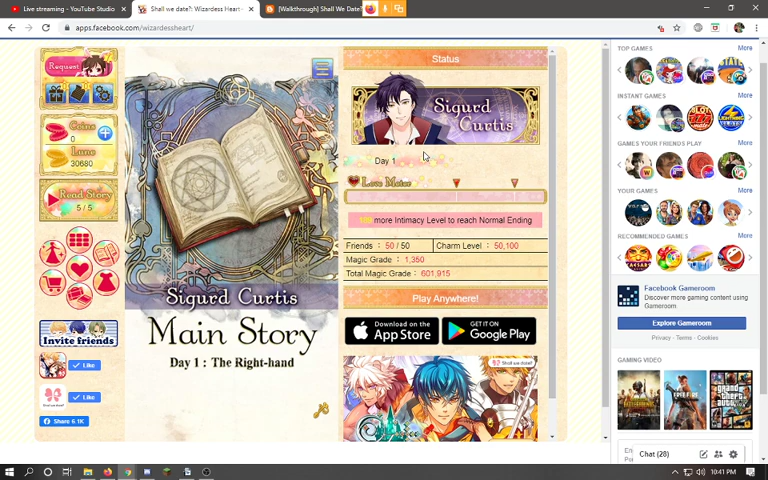 Live streaming - YouTube Studio
Shall we date?: Wizardess Heart -
[Walkthrough] Shall We Date?
apps.facebook.com/wizardessheart/
Request
Coins
0
Lune
30680
Read Story
5 / 5
Invite friends
Like
Like
Share 6.1K
Sigurd Curtis
Main Story
Day 1 : The Right-hand
Status
Sigurd
Curtis
Day 1
Love Meter
more Intimacy Level to reach Normal Ending
Friends : 50 / 50
Charm Level : 50,100
Magic Grade : 1,350
Total Magic Grade : 601,915
Play Anywhere!
Download on the
App Store
GET IT ON
Google Play
Shall we date?
TOP GAMES
More
INSTANT GAMES
More
GAMES YOUR FRIENDS PLAY
More
YOUR GAMES
More
RECOMMENDED GAMES
More
Facebook Gameroom
Discover more gaming content using
Gameroom.
Explore Gameroom
Privacy · Terms · Cookies
GAMING VIDEO
Chat (28)
10:41 PM